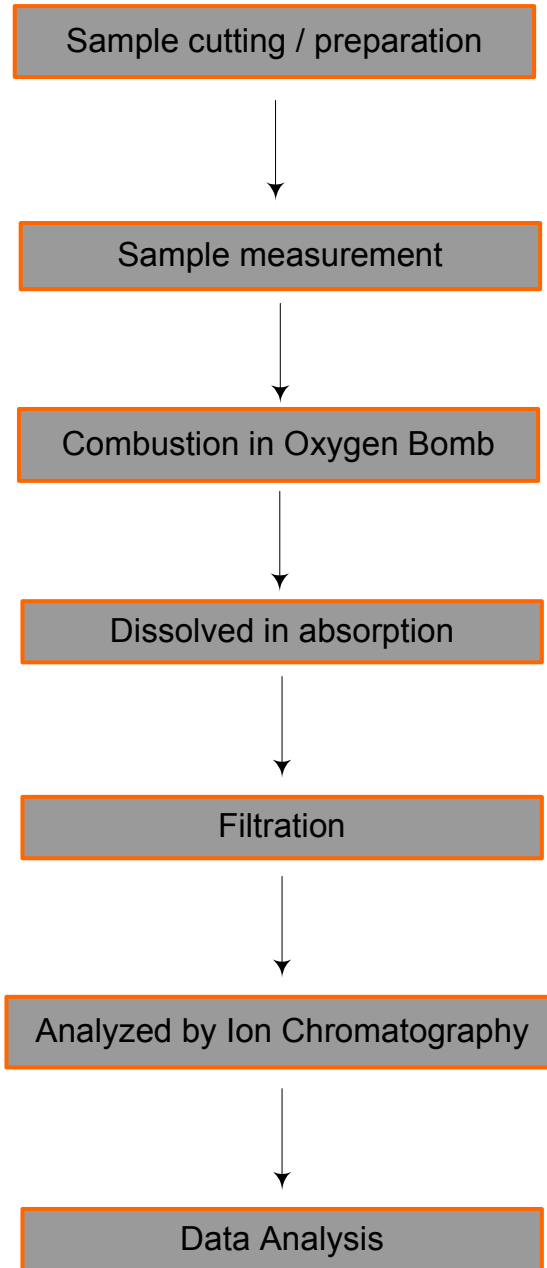 Sample cutting / preparation
Sample measurement
Combustion in Oxygen Bomb
Dissolved in absorption
Filtration
Analyzed by Ion Chromatography
Data Analysis